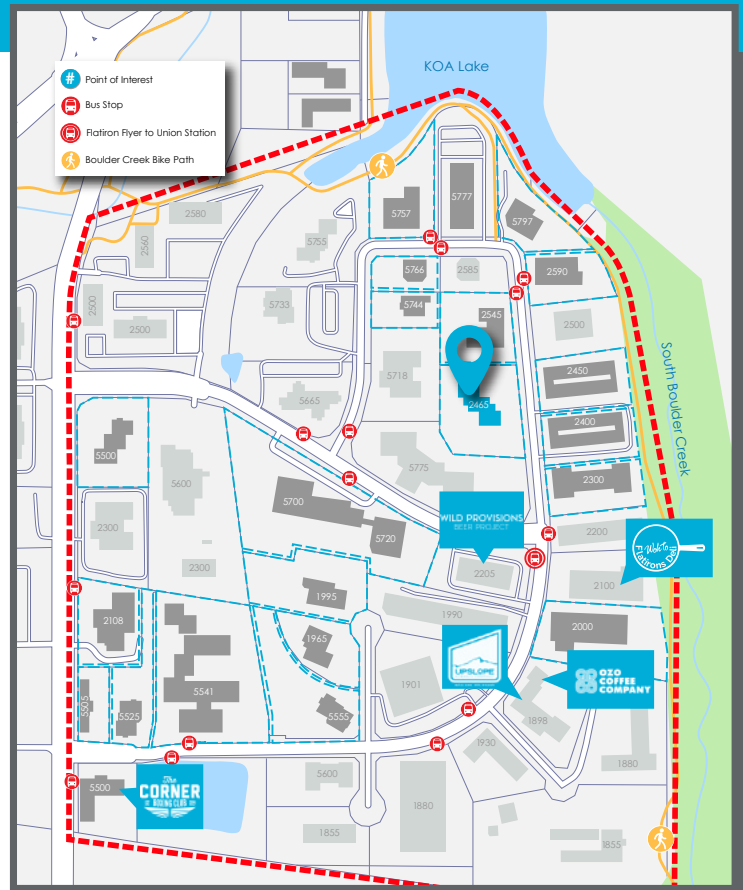 KOA Lake
# Point of Interest
Bus Stop
Flatiron Flyer to Union Station
Boulder Creek Bike Path
2580
5777
5757
5797
2560
5755
5766
2585
2590
2500
5733
5744
2545
2500
2500
South Boulder Creek
5718
2450
5665
2465
2400
5500
5775
5600
2300
5700
WILD PROVISIONS
BEER PROJECT
2300
5720
2200
Wok To
Flatirons Deli
2300
2205
2100
1995
1990
2108
2000
1965
UPSLOPE
OZO
COFFEE
COMPANY
1901
5541
5505
5525
5555
1898
1930
1880
5500
The
CORNER
BOXING CLUB
5600
1880
1855
1855